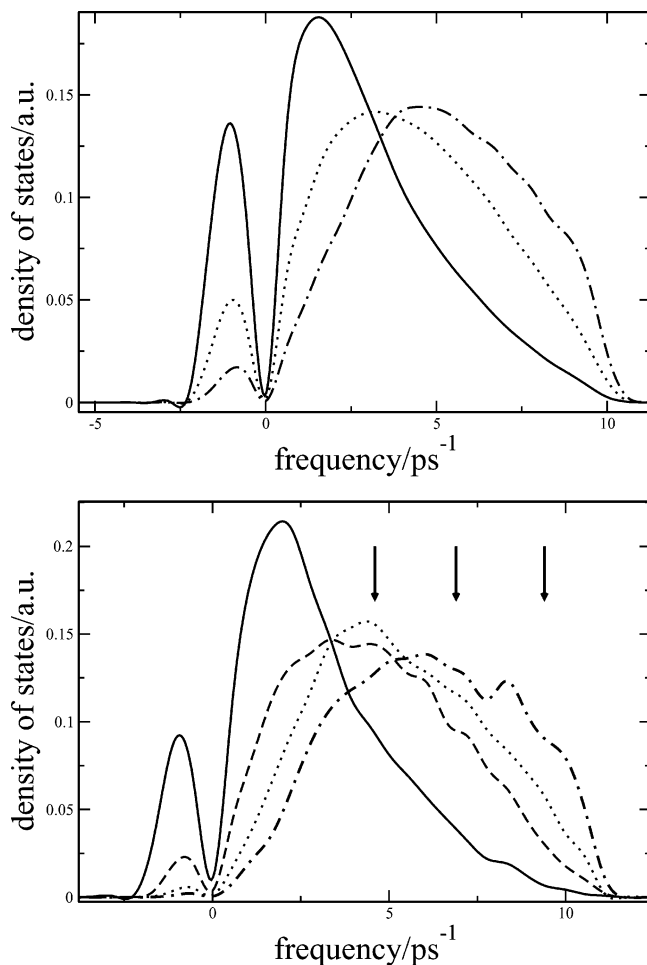 density of states/a.u.
0.15
0.1
0.05
0
-5 0 5 10
frequency/ps-1
density of states/a.u.
0.2
0.15
0.1
0.05
0
0 5 10
frequency/ps-1